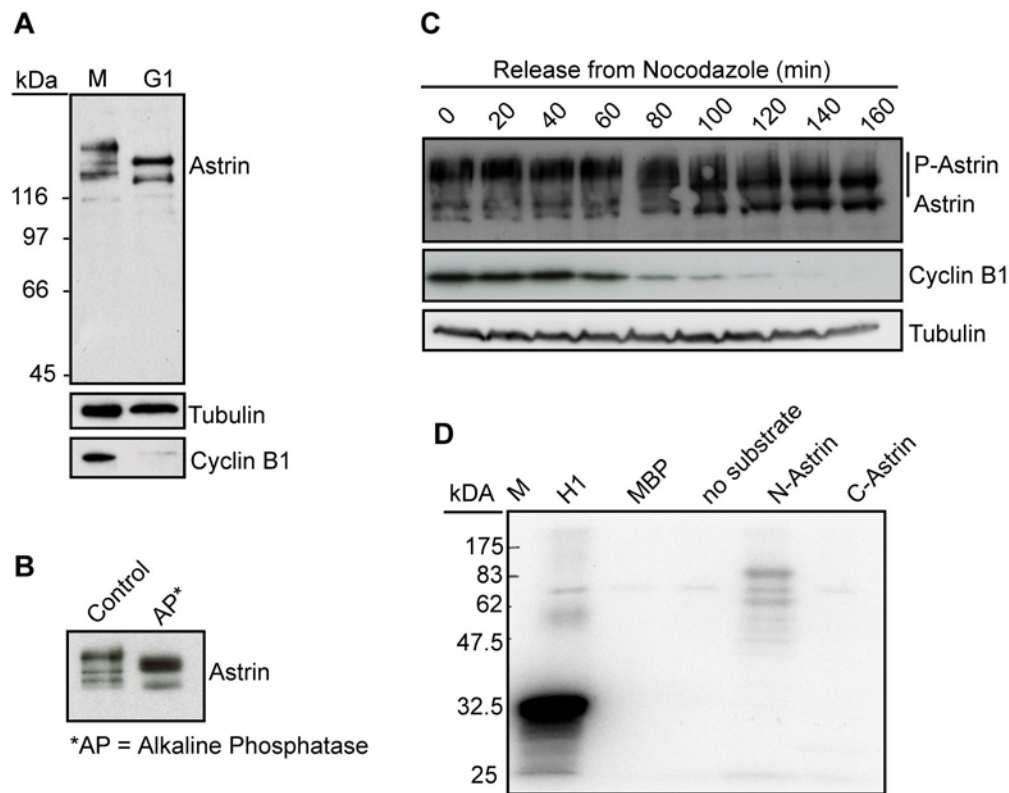 A
kDa M G1
Astrin
116
97
66
45
Tubulin
Cyclin B1
B
Control AP*
Astrin
*AP = Alkaline Phosphatase
C
Release from Nocodazole (min)
0 20 40 60 80 100 120 140 160
P-Astrin
Astrin
Cyclin B1
Tubulin
D
kDA M H1 MBP no substrate N-Astrin C-Astrin
175
83
62
47.5
32.5
25